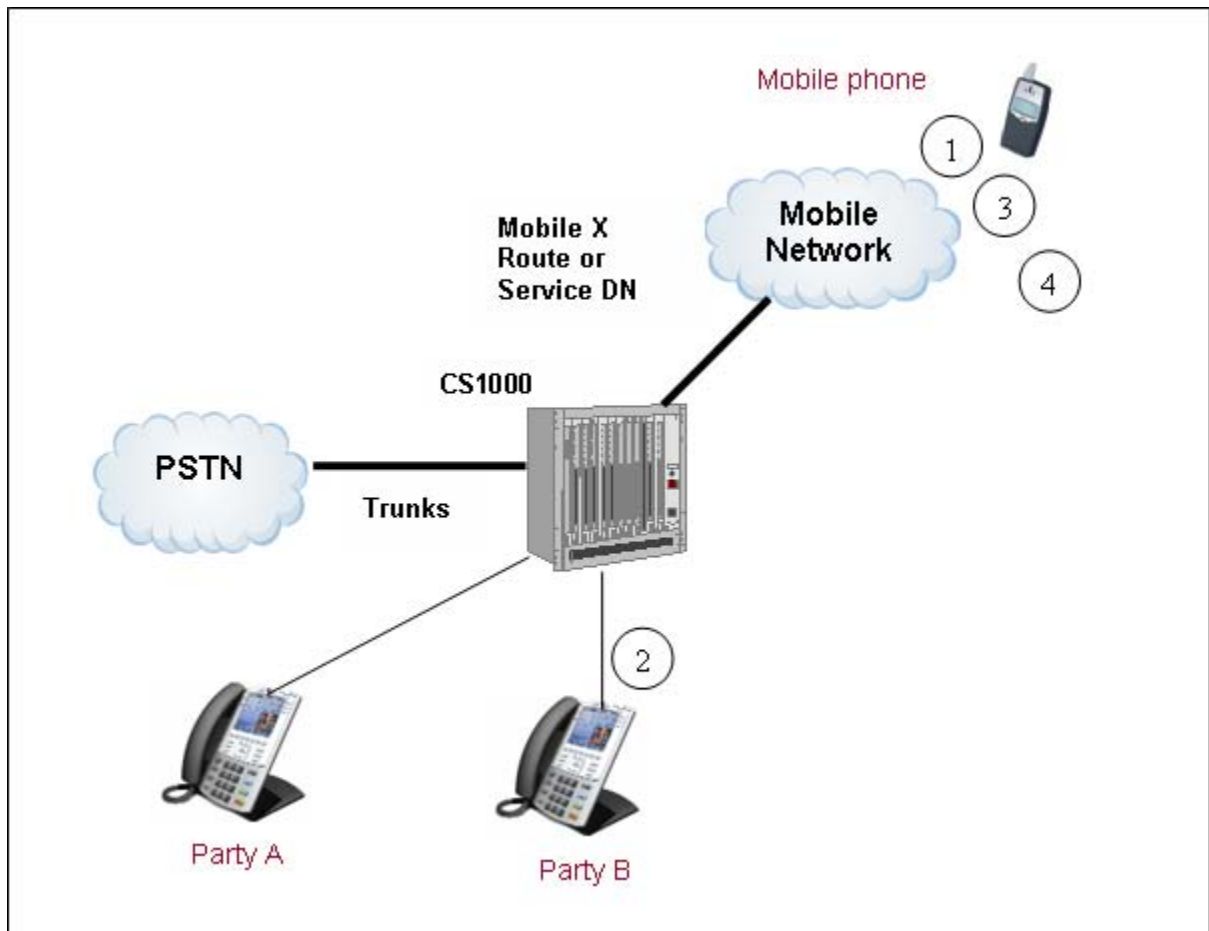 Mobile phone
1
3
4
Mobile
Network
Mobile X
Route or
Service DN
CS1000
PSTN
Trunks
2
Party A
Party B